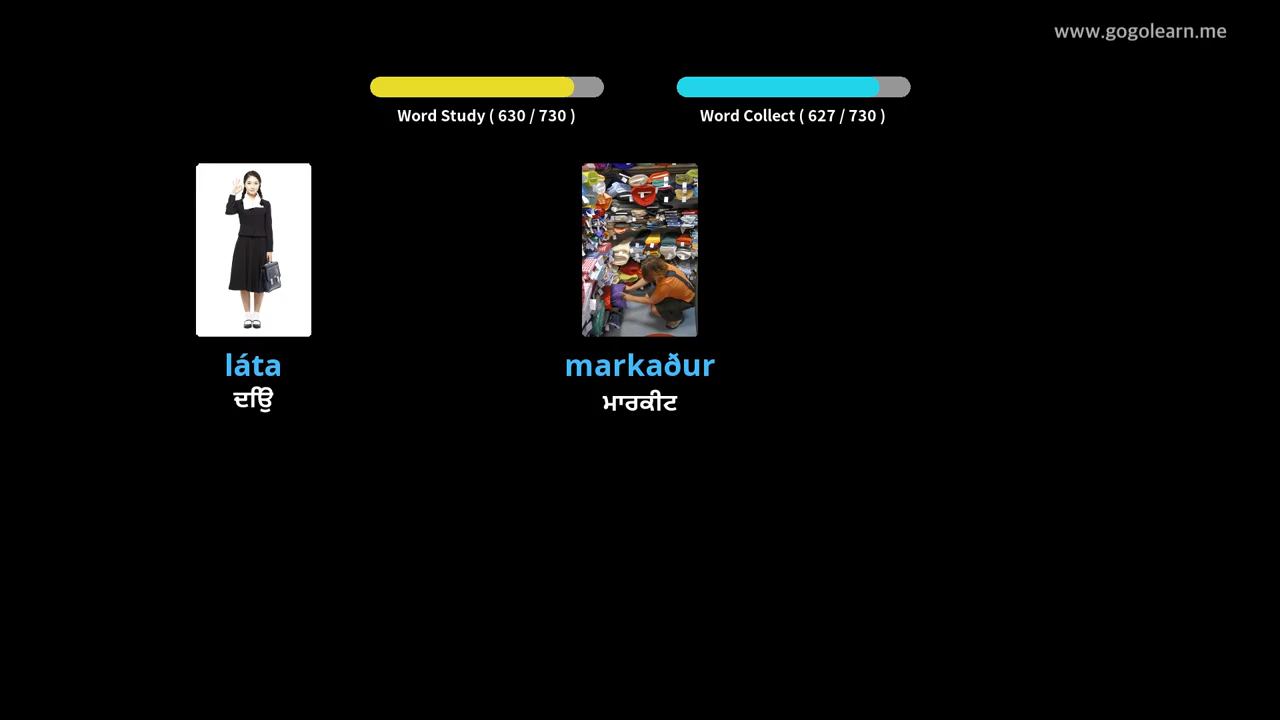 www.gogolearn.me
Word Study ( 630 / 730 )
Word Collect ( 627 / 730 )
láta
ਦਿਉ
markaður
ਮਾਰਕੀਟ